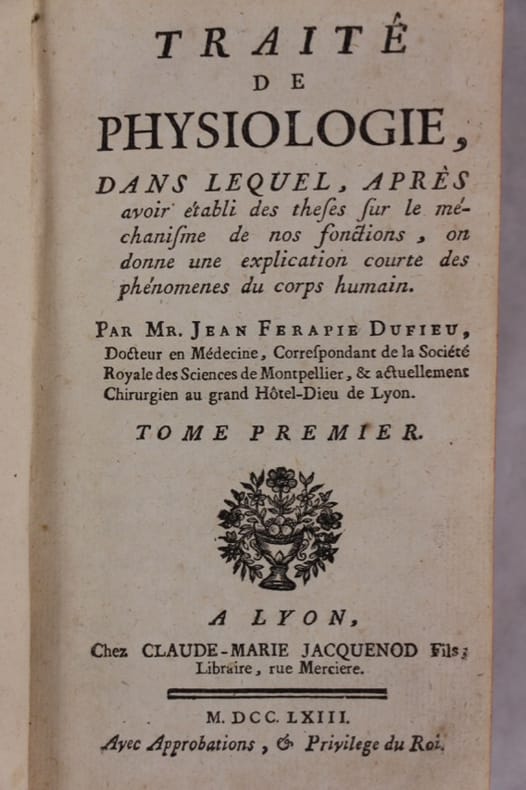 TRAITÉ
DE
PHYSIOLOGIE,
DANS LEQUEL, APRÈS
avoir établi des theſes ſur le mé-
chaniſme de nos fonctions, on
donne une explication courte des
phénomenes du corps humain.
PAR MR. JEAN FERAPIE DUFIEU,
Docteur en Médecine, Correſpondant de la Société
Royale des Sciences de Montpellier, & actuellement
Chirurgien au grand Hôtel-Dieu de Lyon.
TOME PREMIER.
A LYON,
Chez CLAUDE-MARIE JACQUENOD Fils;
Libraire, rue Merciere.
M. DCC. LXIII.
Avec Approbations, & Privilege du Roi.